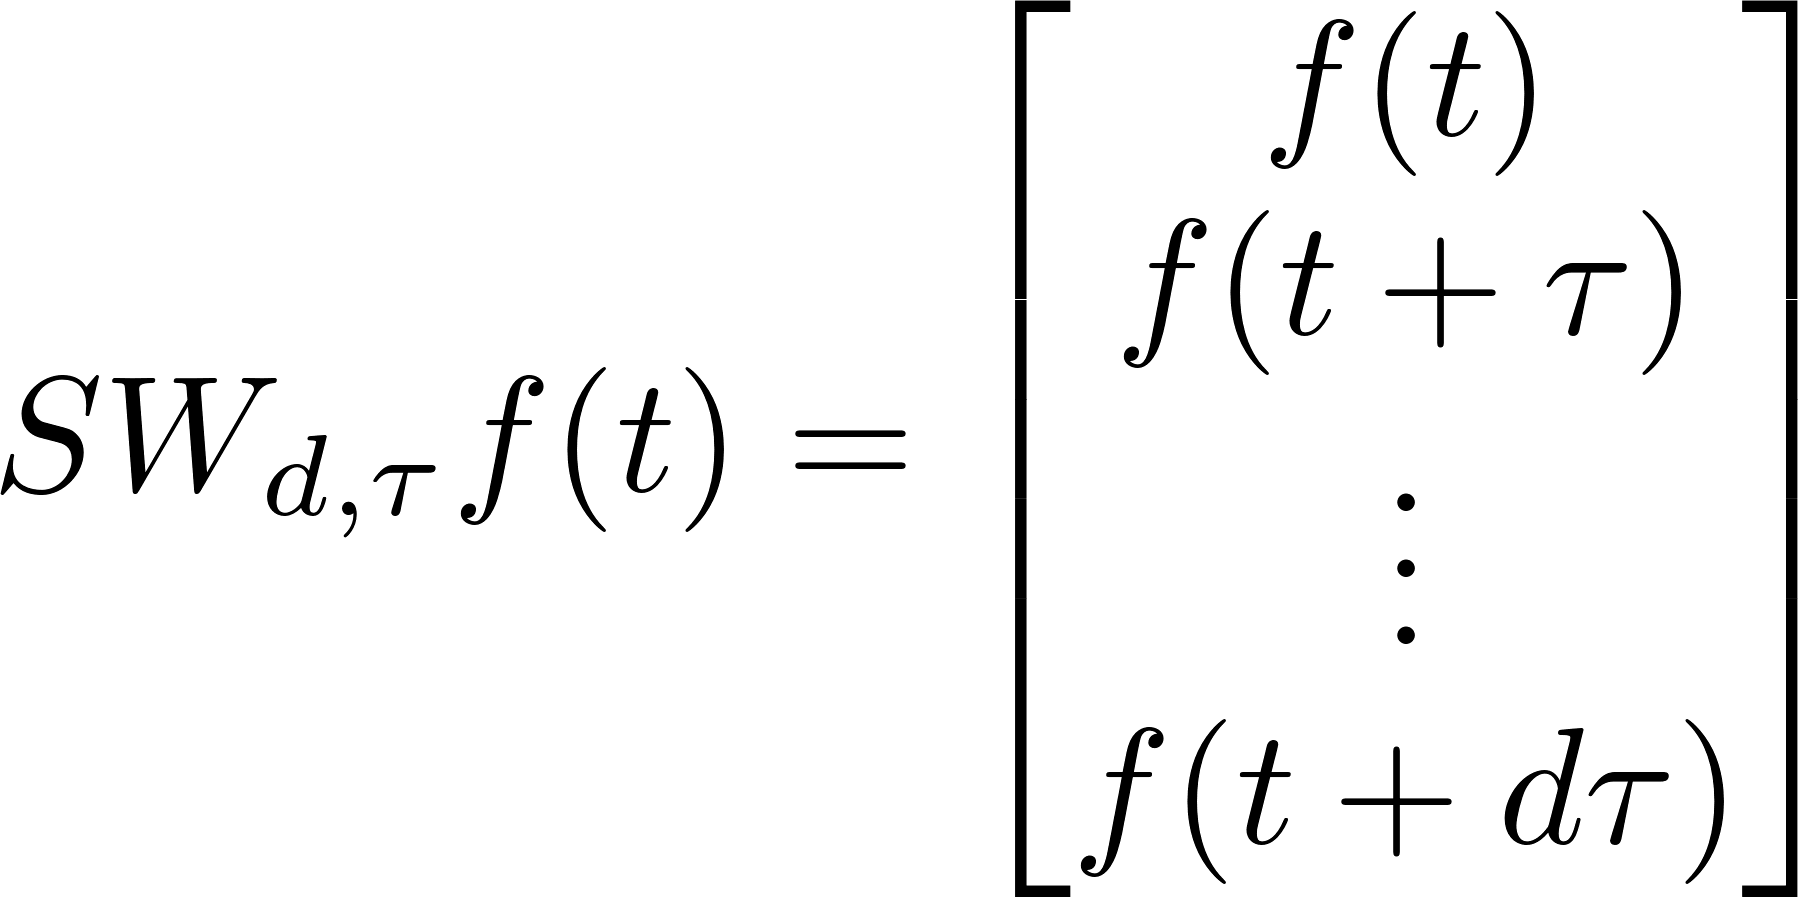 f(t)
f(t + τ)
SW_{d,τ} f(t) =
⋮
f(t + dτ)